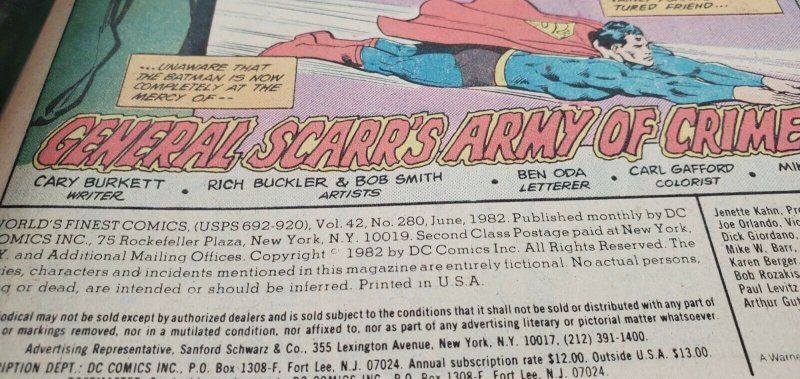 TURED FRIEND...
...UNAWARE THAT
THE BATMAN IS NOW
COMPLETELY AT THE
MERCY OF--
GENERAL SCARR'S ARMY OF CRIME
CARY BURKETT • RICH BUCKLER & BOB SMITH • BEN ODA • CARL GAFFORD •
WRITER ARTISTS LETTERER COLORIST
WORLD'S FINEST COMICS, (USPS 692-920), Vol. 42, No. 280, June, 1982. Published monthly by DC
COMICS INC., 75 Rockefeller Plaza, New York, N.Y. 10019. Second Class Postage paid at New York,
Y. and Additional Mailing Offices. Copyright © 1982 by DC Comics Inc. All Rights Reserved. The
ies, characters and incidents mentioned in this magazine are entirely fictional. No actual persons,
g or dead, are intended or should be inferred. Printed in U.S.A.
odical may not be sold except by authorized dealers and is sold subject to the conditions that it shall not be sold or distributed with any part of
or markings removed, nor in a mutilated condition, nor affixed to, nor as part of any advertising literary or pictorial matter whatsoever.
Advertising Representative, Sanford Schwarz & Co., 355 Lexington Avenue, New York, N.Y. 10017, (212) 391-1400.
RIPTION DEPT.: DC COMICS INC., P.O. Box 1308-F, Fort Lee, N.J. 07024. Annual subscription rate $12.00. Outside U.S.A. $13.00.
COMICS INC., P.O. Box 1308-F, Fort Lee, N.J. 07024.
Jenette Kahn, Pr
Joe Orlando, Vic
Dick Giordano,
Mike W. Barr,
Karen Berger,
Bob Rozakis
Paul Levitz
Arthur Gut
A Warne